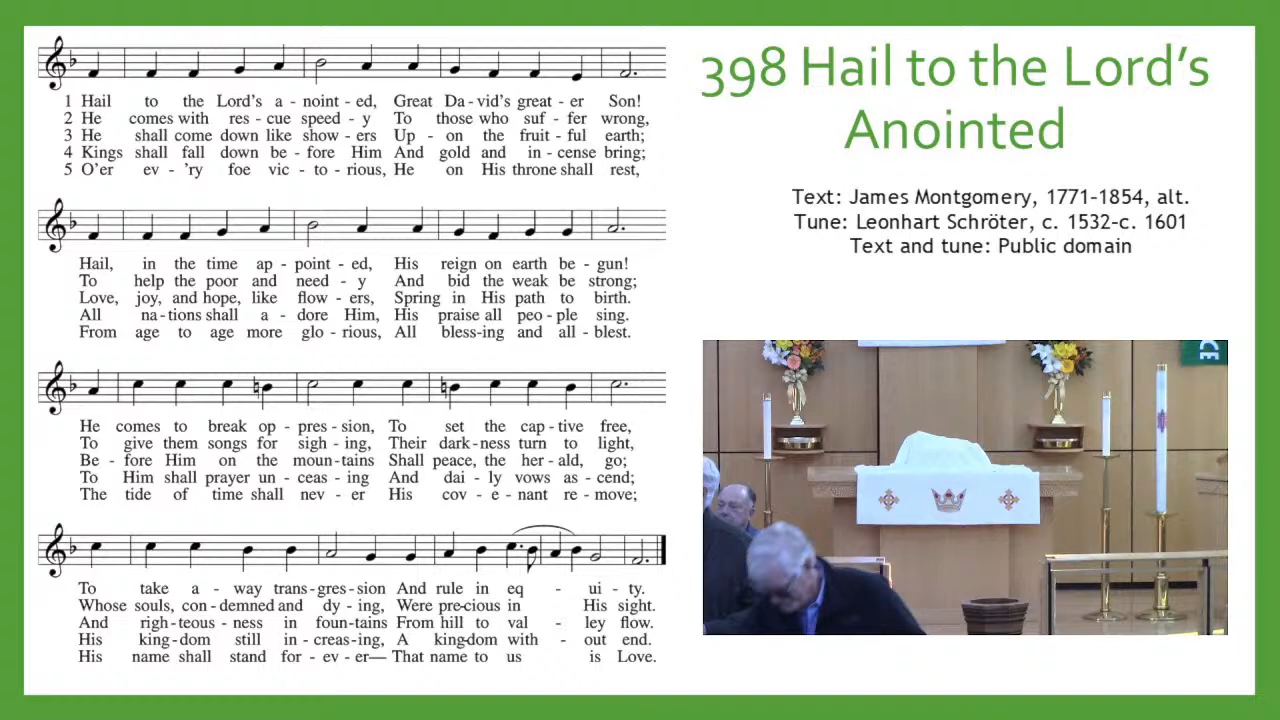 398 Hail to the Lord's
Anointed
Text: James Montgomery, 1771-1854, alt.
Tune: Leonhart Schröter, c. 1532-c. 1601
Text and tune: Public domain
1 Hail to the Lord's a - noint - ed, Great Da - vid's great - er Son!
2 He comes with res - cue speed - y To those who suf - fer wrong,
3 He shall come down like show - ers Up - on the fruit - ful earth;
4 Kings shall fall down be - fore Him And gold and in - cense bring;
5 O'er ev - 'ry foe vic - to - rious, He on His throne shall rest,
Hail, in the time ap - point - ed, His reign on earth be - gun!
To help the poor and need - y And bid the weak be strong;
Love, joy, and hope, like flow - ers, Spring in His path to birth.
All na - tions shall a - dore Him, His praise all peo - ple sing.
From age to age more glo - rious, All bless - ing and all - blest.
He comes to break op - pres - sion, To set the cap - tive free,
To give them songs for sigh - ing, Their dark - ness turn to light,
Be - fore Him on the moun - tains Shall peace, the her - ald, go;
To Him shall prayer un - ceas - ing And dai - ly vows as - cend;
The tide of time shall nev - er His cov - e - nant re - move;
To take a - way trans - gres - sion And rule in eq - ui - ty.
Whose souls, con - demned and dy - ing, Were pre - cious in His sight.
And righ - teous - ness in foun - tains From hill to val - ley flow.
His king - dom still in - creas - ing, A king - dom with - out end.
His name shall stand for - ev - er— That name to us is Love.
CE